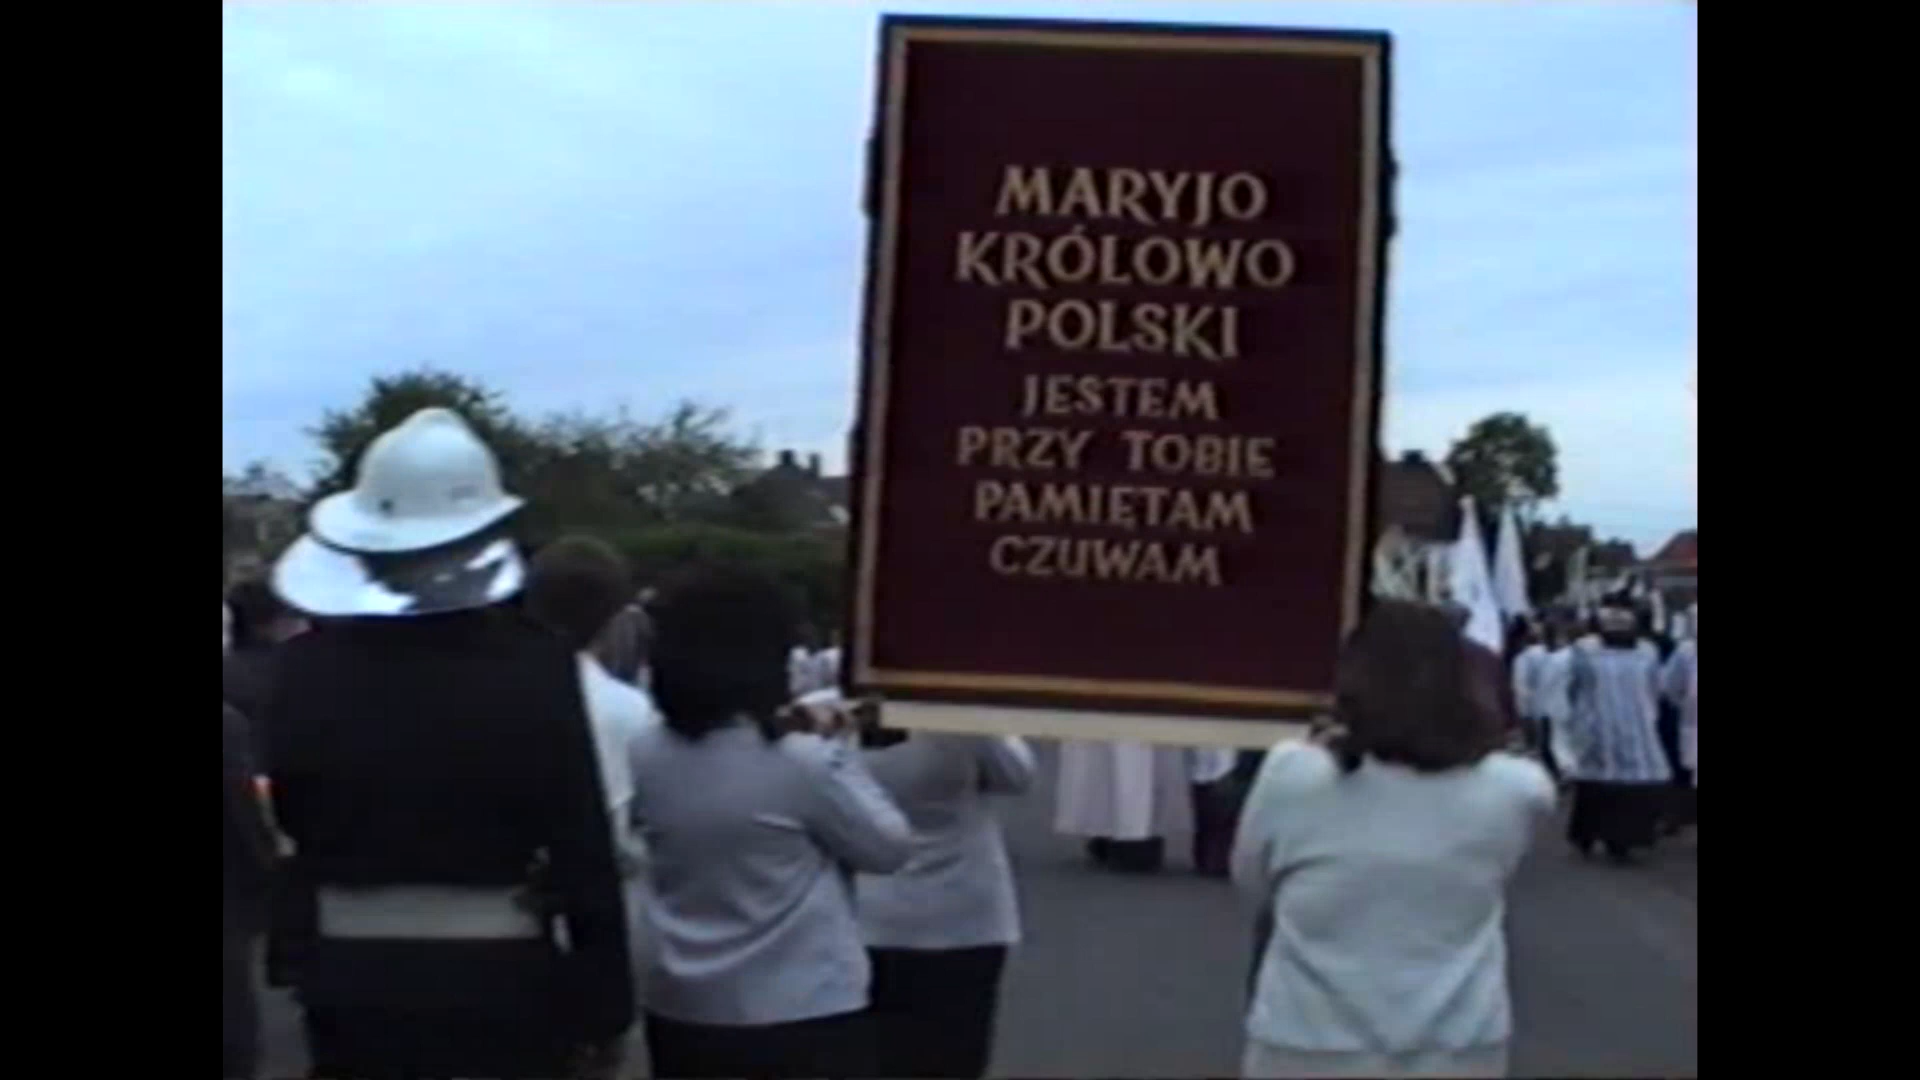 MARYJO
KRÓLOWO
POLSKI
JESTEM
PRZY TOBIE
PAMIĘTAM
CZUWAM